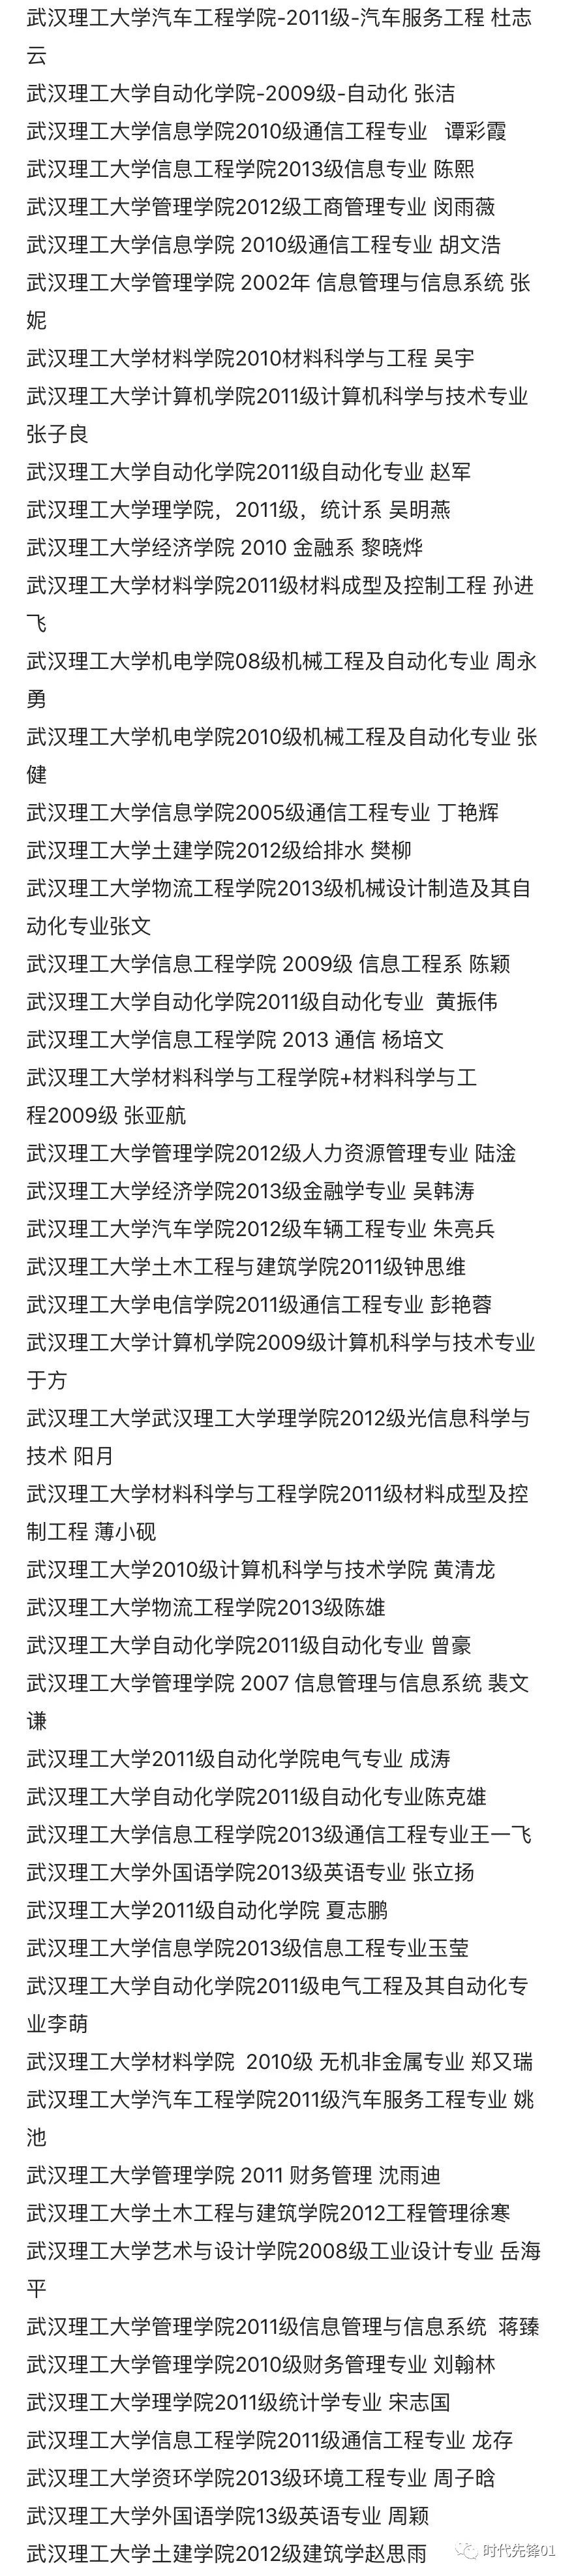 武汉理工大学汽车工程学院-2011级-汽车服务工程 杜志
云
武汉理工大学自动化学院-2009级-自动化 张洁
武汉理工大学信息学院2010级通信工程专业   谭彩霞
武汉理工大学信息工程学院2013级信息专业 陈熙
武汉理工大学管理学院2012级工商管理专业 闵雨薇
武汉理工大学信息学院 2010级通信工程专业 胡文浩
武汉理工大学管理学院 2002年 信息管理与信息系统 张
妮
武汉理工大学材料学院2010材料科学与工程 吴宇
武汉理工大学计算机学院2011级计算机科学与技术专业
张子良
武汉理工大学自动化学院2011级自动化专业 赵军
武汉理工大学理学院，2011级，统计系 吴明燕
武汉理工大学经济学院 2010 金融系 黎晓烨
武汉理工大学材料学院2011级材料成型及控制工程 孙进
飞
武汉理工大学机电学院08级机械工程及自动化专业 周永
勇
武汉理工大学机电学院2010级机械工程及自动化专业 张
健
武汉理工大学信息学院2005级通信工程专业 丁艳辉
武汉理工大学土建学院2012级给排水 樊柳
武汉理工大学物流工程学院2013级机械设计制造及其自
动化专业张文
武汉理工大学信息工程学院 2009级 信息工程系 陈颖
武汉理工大学自动化学院2011级自动化专业  黄振伟
武汉理工大学信息工程学院 2013 通信 杨培文
武汉理工大学材料科学与工程学院+材料科学与工
程2009级 张亚航
武汉理工大学管理学院2012级人力资源管理专业 陆淦
武汉理工大学经济学院2013级金融学专业 吴韩涛
武汉理工大学汽车学院2012级车辆工程专业 朱亮兵
武汉理工大学土木工程与建筑学院2011级钟思维
武汉理工大学电信学院2011级通信工程专业 彭艳蓉
武汉理工大学计算机学院2009级计算机科学与技术专业
于方
武汉理工大学武汉理工大学理学院2012级光信息科学与
技术 阳月
武汉理工大学材料科学与工程学院2011级材料成型及控
制工程 薄小砚
武汉理工大学2010级计算机科学与技术学院 黄清龙
武汉理工大学物流工程学院2013级陈雄
武汉理工大学自动化学院2011级自动化专业 曾豪
武汉理工大学管理学院 2007 信息管理与信息系统 裴文
谦
武汉理工大学2011级自动化学院电气专业 成涛
武汉理工大学自动化学院2011级自动化专业陈克雄
武汉理工大学信息工程学院2013级通信工程专业王一飞
武汉理工大学外国语学院2013级英语专业 张立扬
武汉理工大学2011级自动化学院 夏志鹏
武汉理工大学信息学院2013级信息工程专业玉莹
武汉理工大学自动化学院2011级电气工程及其自动化专
业李萌
武汉理工大学材料学院  2010级 无机非金属专业 郑又瑞
武汉理工大学汽车工程学院2011级汽车服务工程专业 姚
池
武汉理工大学管理学院 2011 财务管理 沈雨迪
武汉理工大学土木工程与建筑学院2012工程管理徐寒
武汉理工大学艺术与设计学院2008级工业设计专业 岳海
平
武汉理工大学管理学院2011级信息管理与信息系统  蒋臻
武汉理工大学管理学院2010级财务管理专业 刘翰林
武汉理工大学理学院2011级统计学专业 宋志国
武汉理工大学信息工程学院2011级通信工程专业 龙存
武汉理工大学资环学院2013级环境工程专业 周子晗
武汉理工大学外国语学院13级英语专业 周颖
武汉理工大学土建学院2012级建筑学赵思雨
时代先锋01